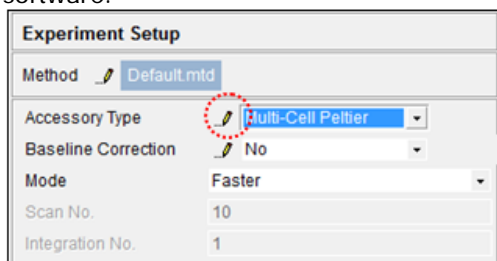 software.
Experiment Setup
Method Default.mtd
Accessory Type Multi-Cell Peltier
Baseline Correction No
Mode Faster
Scan No. 10
Integration No. 1